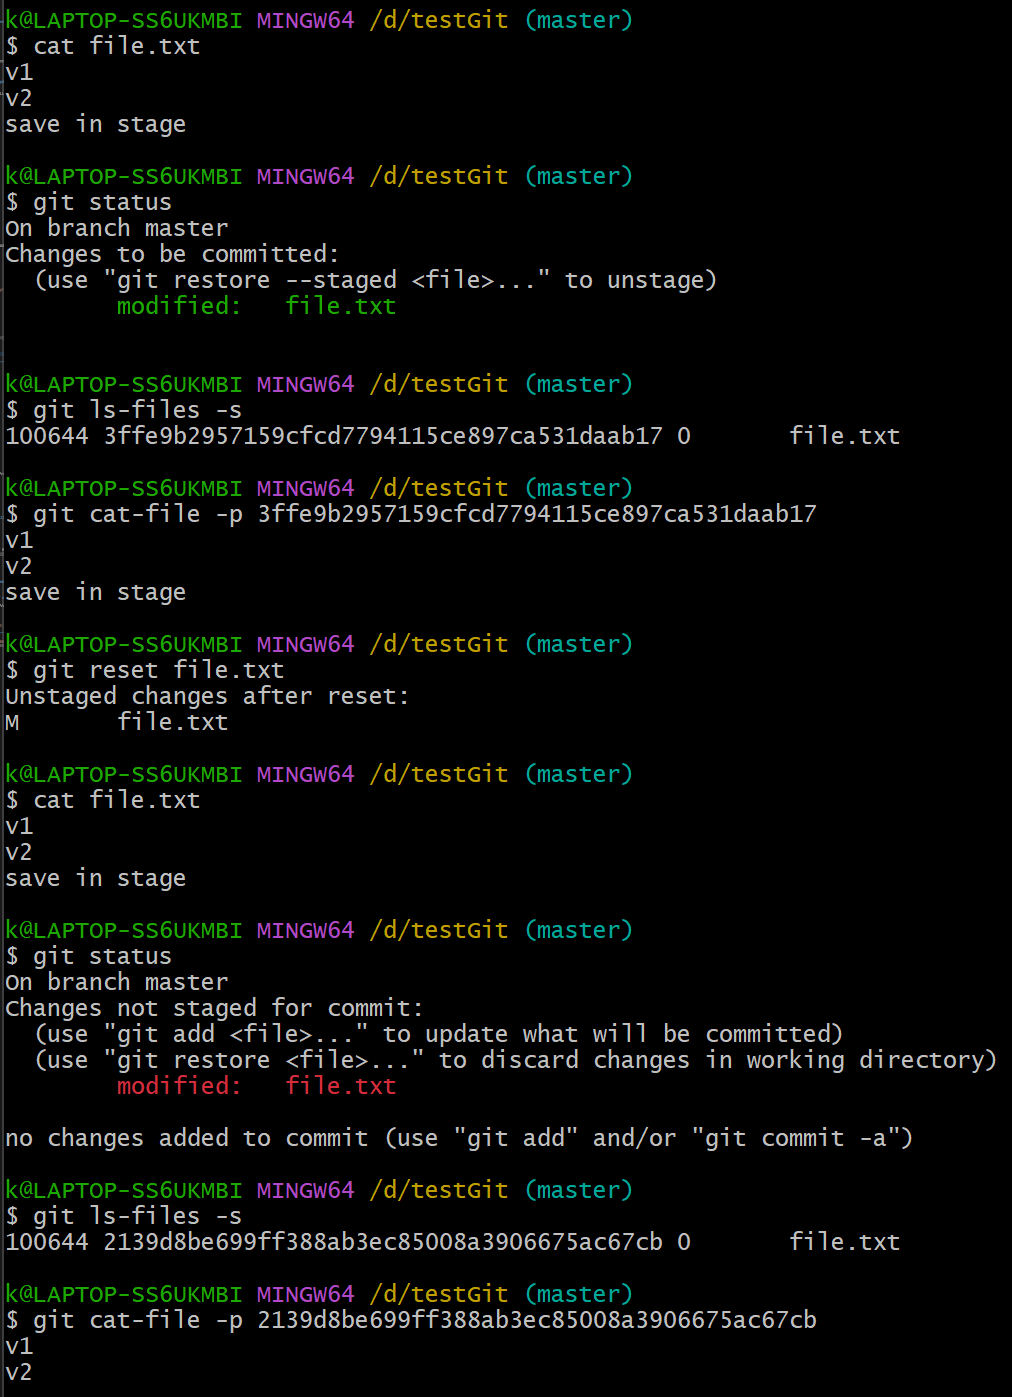 k@LAPTOP-SS6UKMBI MINGW64 /d/testGit (master)
$ cat file.txt
v1
v2
save in stage
k@LAPTOP-SS6UKMBI MINGW64 /d/testGit (master)
$ git status
On branch master
Changes to be committed:
  (use "git restore --staged <file>..." to unstage)
        modified:   file.txt
k@LAPTOP-SS6UKMBI MINGW64 /d/testGit (master)
$ git ls-files -s
100644 3ffe9b2957159cfcd7794115ce897ca531daab17 0       file.txt
k@LAPTOP-SS6UKMBI MINGW64 /d/testGit (master)
$ git cat-file -p 3ffe9b2957159cfcd7794115ce897ca531daab17
v1
v2
save in stage
k@LAPTOP-SS6UKMBI MINGW64 /d/testGit (master)
$ git reset file.txt
Unstaged changes after reset:
M       file.txt
k@LAPTOP-SS6UKMBI MINGW64 /d/testGit (master)
$ cat file.txt
v1
v2
save in stage
k@LAPTOP-SS6UKMBI MINGW64 /d/testGit (master)
$ git status
On branch master
Changes not staged for commit:
  (use "git add <file>..." to update what will be committed)
  (use "git restore <file>..." to discard changes in working directory)
        modified:   file.txt
no changes added to commit (use "git add" and/or "git commit -a")
k@LAPTOP-SS6UKMBI MINGW64 /d/testGit (master)
$ git ls-files -s
100644 2139d8be699ff388ab3ec85008a3906675ac67cb 0       file.txt
k@LAPTOP-SS6UKMBI MINGW64 /d/testGit (master)
$ git cat-file -p 2139d8be699ff388ab3ec85008a3906675ac67cb
v1
v2